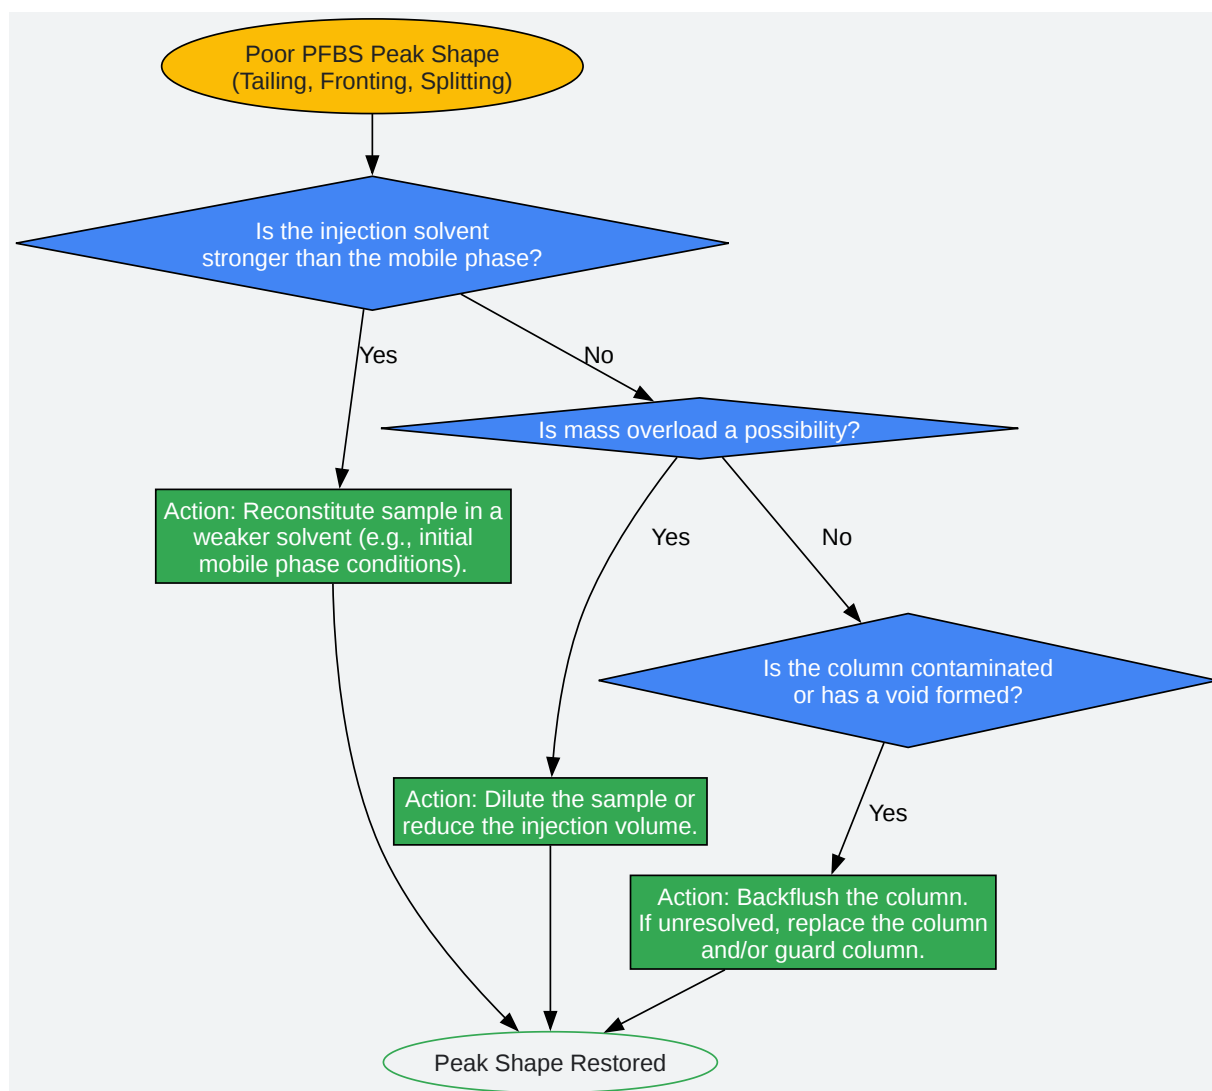 Poor PFBS Peak Shape
(Tailing, Fronting, Splitting)
Is the injection solvent
stronger than the mobile phase?
Yes
No
Is mass overload a possibility?
Action: Reconstitute sample in a
weaker solvent (e.g., initial
mobile phase conditions).
Yes
No
Is the column contaminated
or has a void formed?
Action: Dilute the sample or
reduce the injection volume.
Yes
Action: Backflush the column.
If unresolved, replace the column
and/or guard column.
Peak Shape Restored